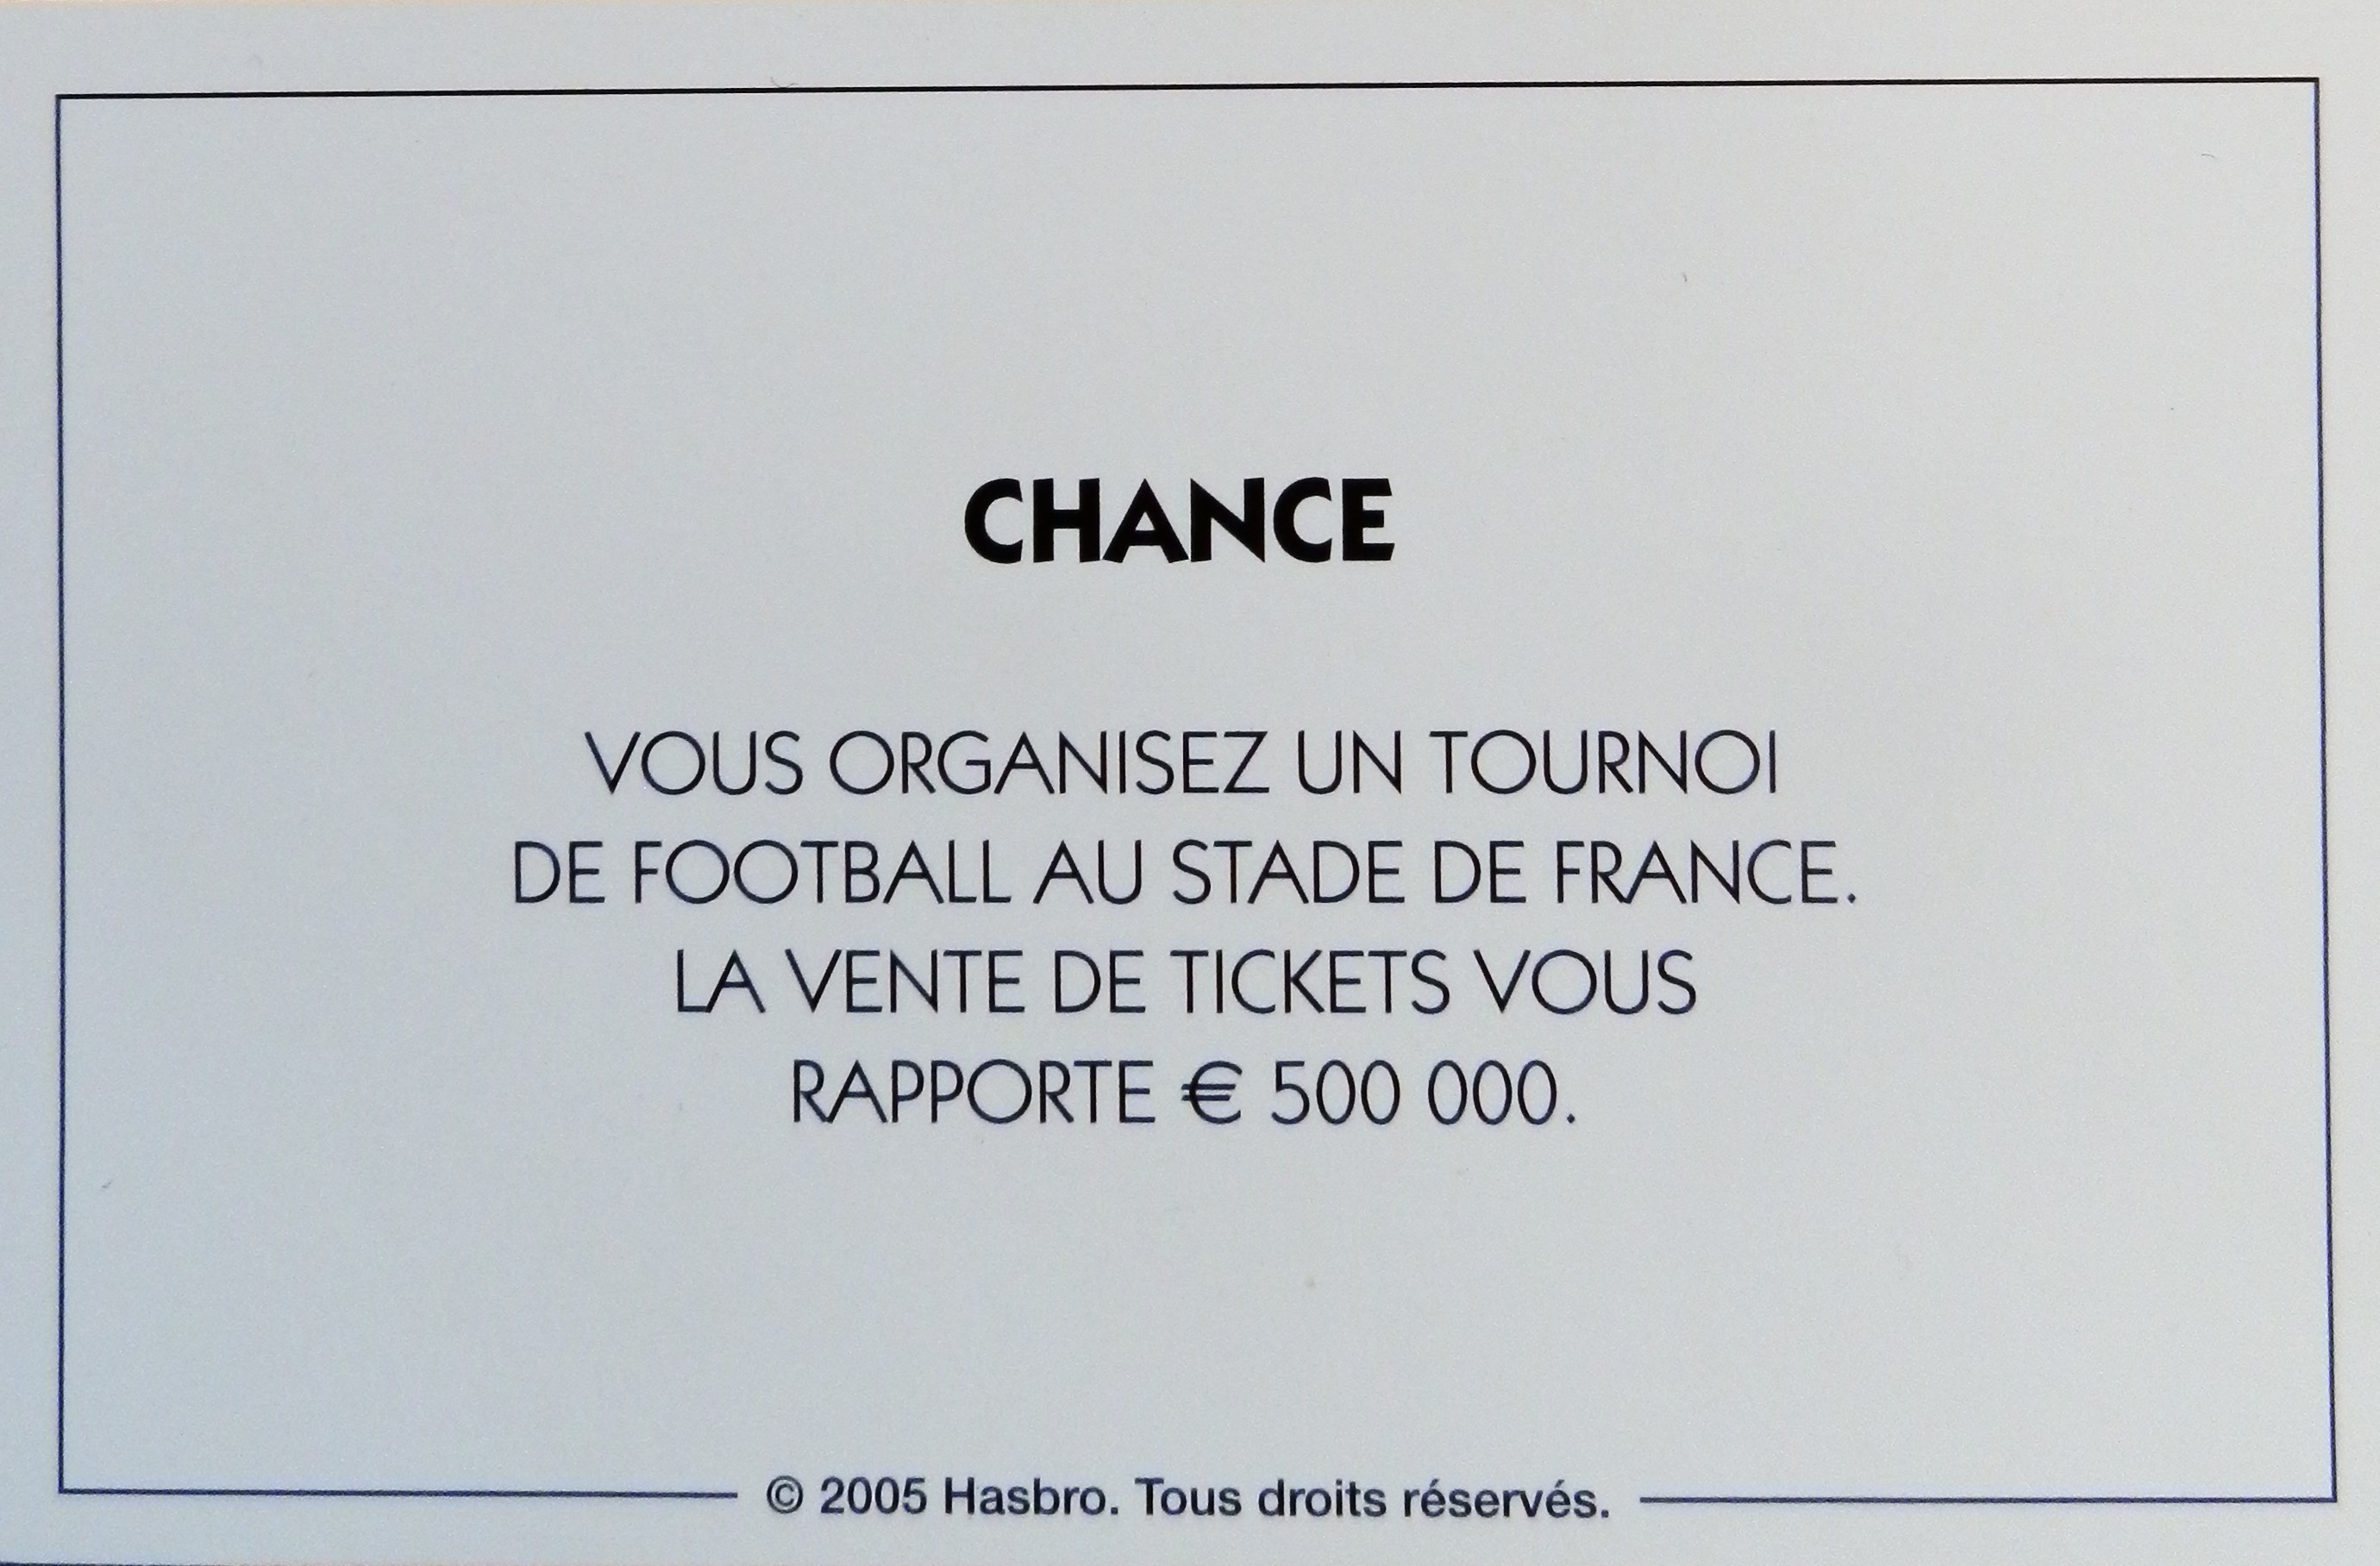 CHANCE
VOUS ORGANISEZ UN TOURNOI
DE FOOTBALL AU STADE DE FRANCE.
LA VENTE DE TICKETS VOUS
RAPPORTE € 500 000.
© 2005 Hasbro. Tous droits réservés.